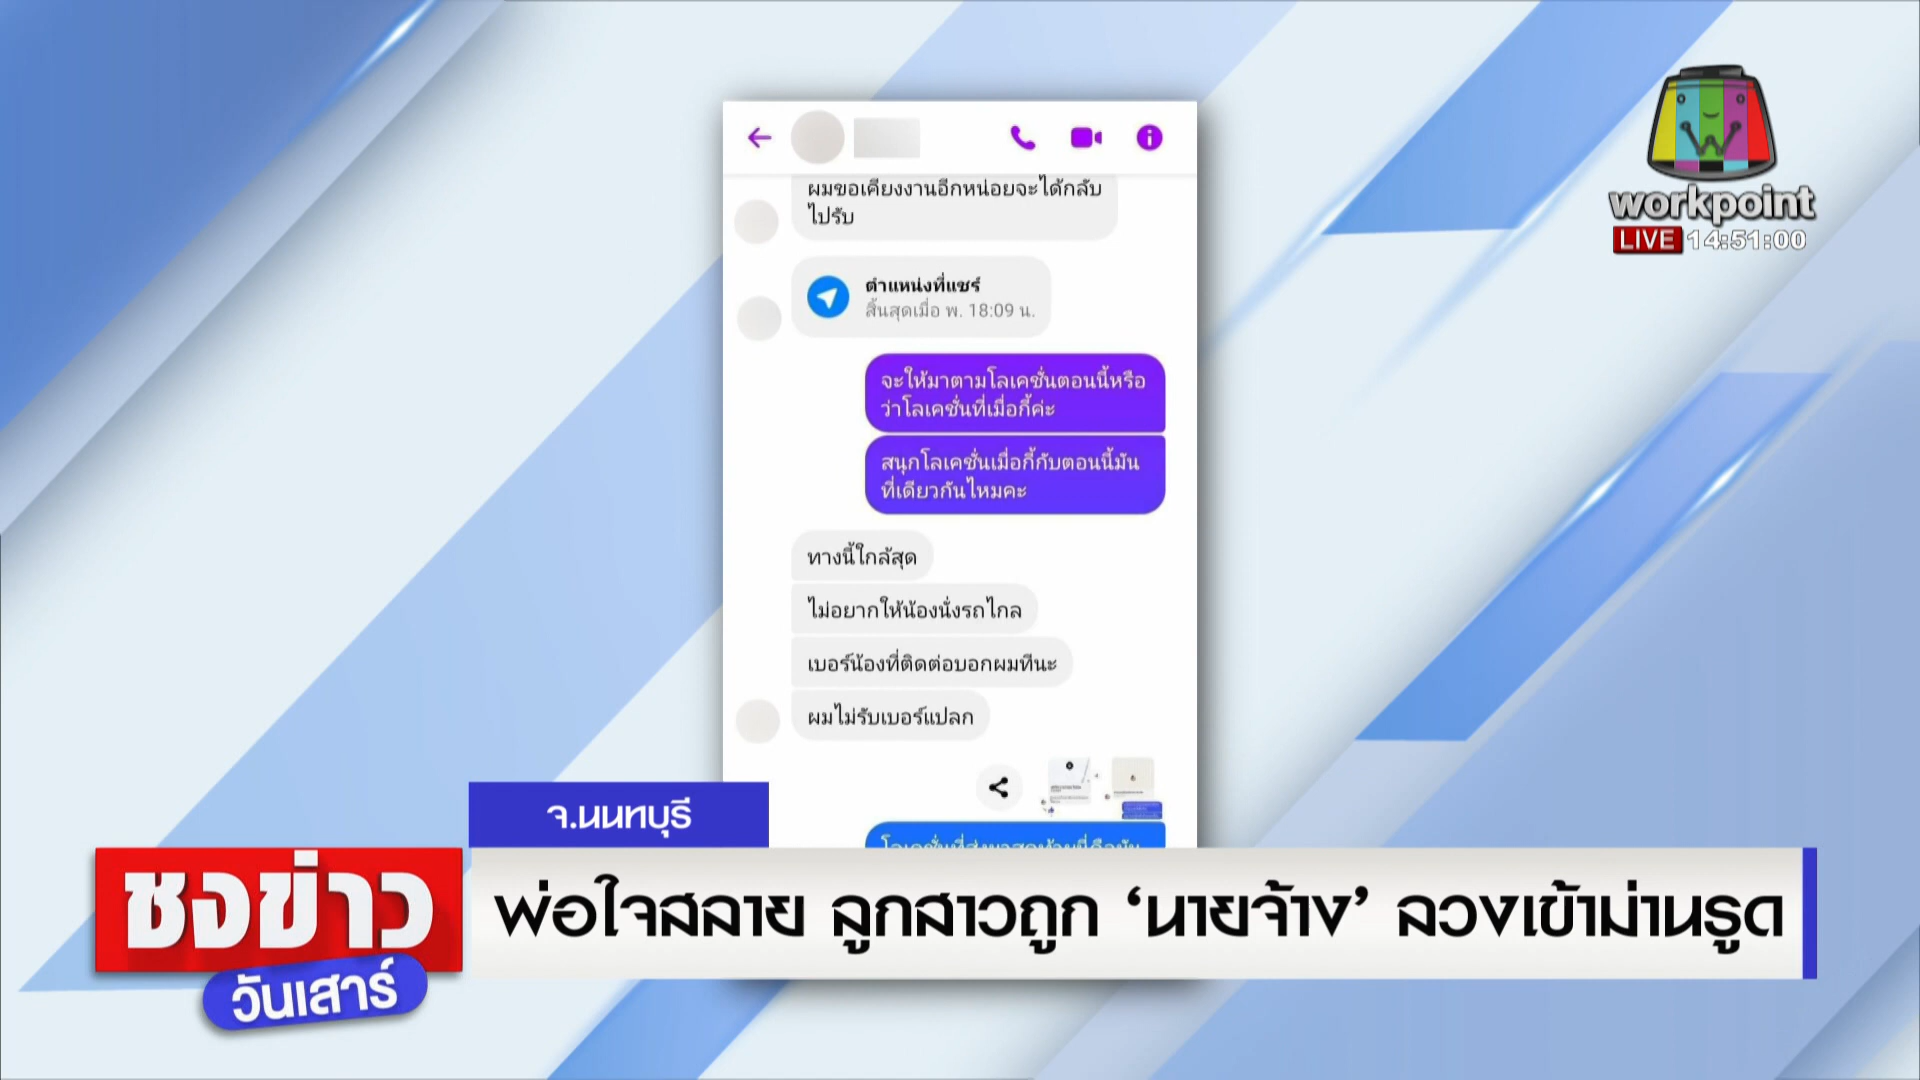 ผมขอเคียงงานอีกหน่อยจะได้กลับ
ไปรับ
ตำแหน่งที่แชร์
สิ้นสุดเมื่อ พ. 18:09 น.
จะให้มาตามโลเคชั่นตอนนี้หรือ
ว่าโลเคชั่นที่เมื่อกี้ค่ะ
สนุกโลเคชั่นเมื่อกี้กับตอนนี้มัน
ที่เดียวกันไหมคะ
ทางนี้ใกล้สุด
ไม่อยากให้น้องนั่งรถไกล
เบอร์น้องที่ติดต่อบอกผมทีนะ
ผมไม่รับเบอร์แปลก
workpoint
LIVE 14:51:00
จ.นนทบุรี
ชงข่าว
วันเสาร์
พ่อใจสลาย ลูกสาวถูก ‘นายจ้าง’ ลวงเข้าม่านรูด